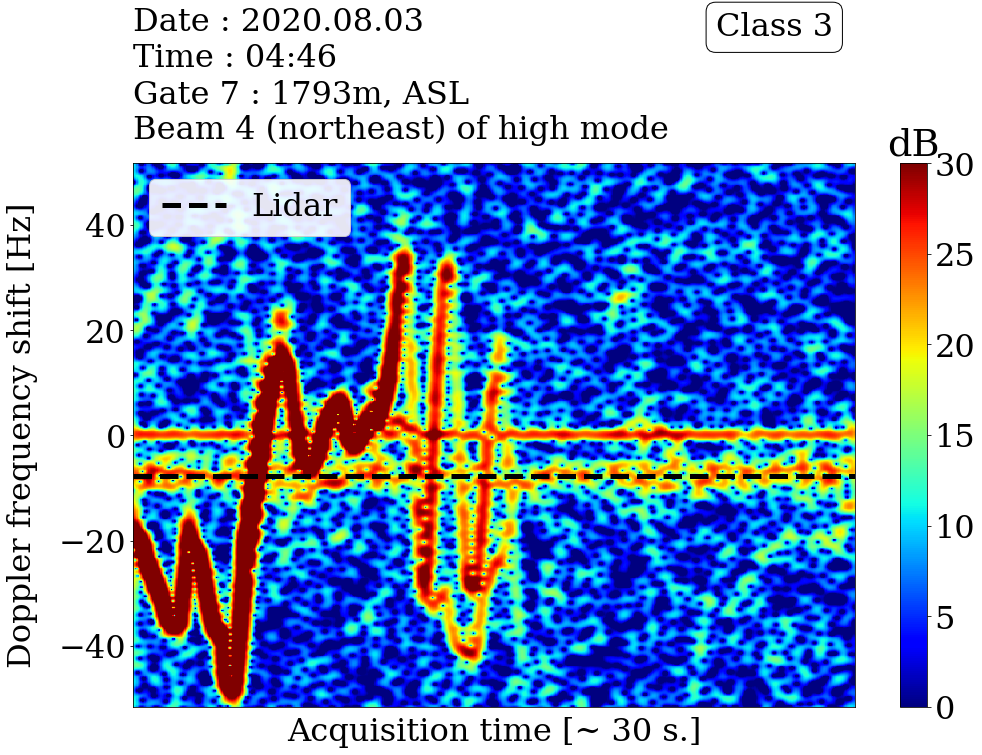 Date : 2020.08.03
Time : 04:46
Gate 7 : 1793m, ASL
Beam 4 (northeast) of high mode
Class 3
dB
Lidar
Doppler frequency shift [Hz]
40
20
0
−20
−40
30
25
20
15
10
5
0
Acquisition time [~ 30 s.]